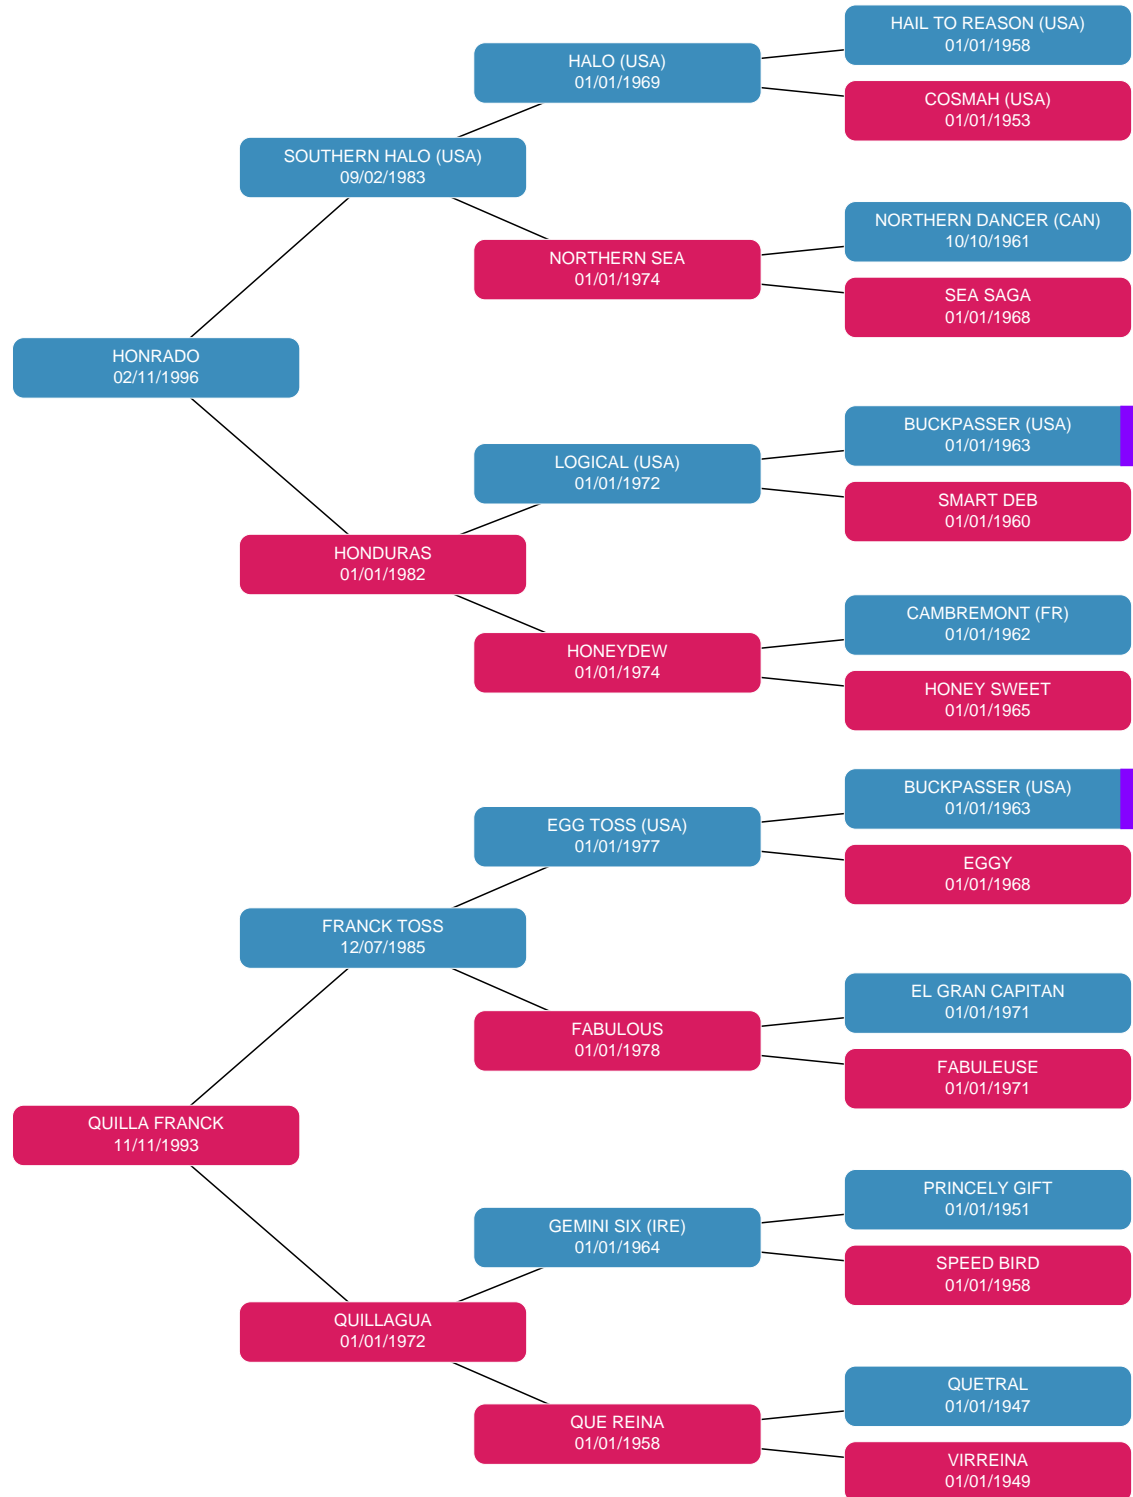 HAIL TO REASON (USA)
01/01/1958
HALO (USA)
01/01/1969
COSMAH (USA)
01/01/1953
SOUTHERN HALO (USA)
09/02/1983
NORTHERN DANCER (CAN)
10/10/1961
NORTHERN SEA
01/01/1974
SEA SAGA
01/01/1968
HONRADO
02/11/1996
BUCKPASSER (USA)
01/01/1963
LOGICAL (USA)
01/01/1972
SMART DEB
01/01/1960
HONDURAS
01/01/1982
CAMBREMONT (FR)
01/01/1962
HONEYDEW
01/01/1974
HONEY SWEET
01/01/1965
BUCKPASSER (USA)
01/01/1963
EGG TOSS (USA)
01/01/1977
EGGY
01/01/1968
FRANCK TOSS
12/07/1985
EL GRAN CAPITAN
01/01/1971
FABULOUS
01/01/1978
FABULEUSE
01/01/1971
QUILLA FRANCK
11/11/1993
PRINCELY GIFT
01/01/1951
GEMINI SIX (IRE)
01/01/1964
SPEED BIRD
01/01/1958
QUILLAGUA
01/01/1972
QUETRAL
01/01/1947
QUE REINA
01/01/1958
VIRREINA
01/01/1949